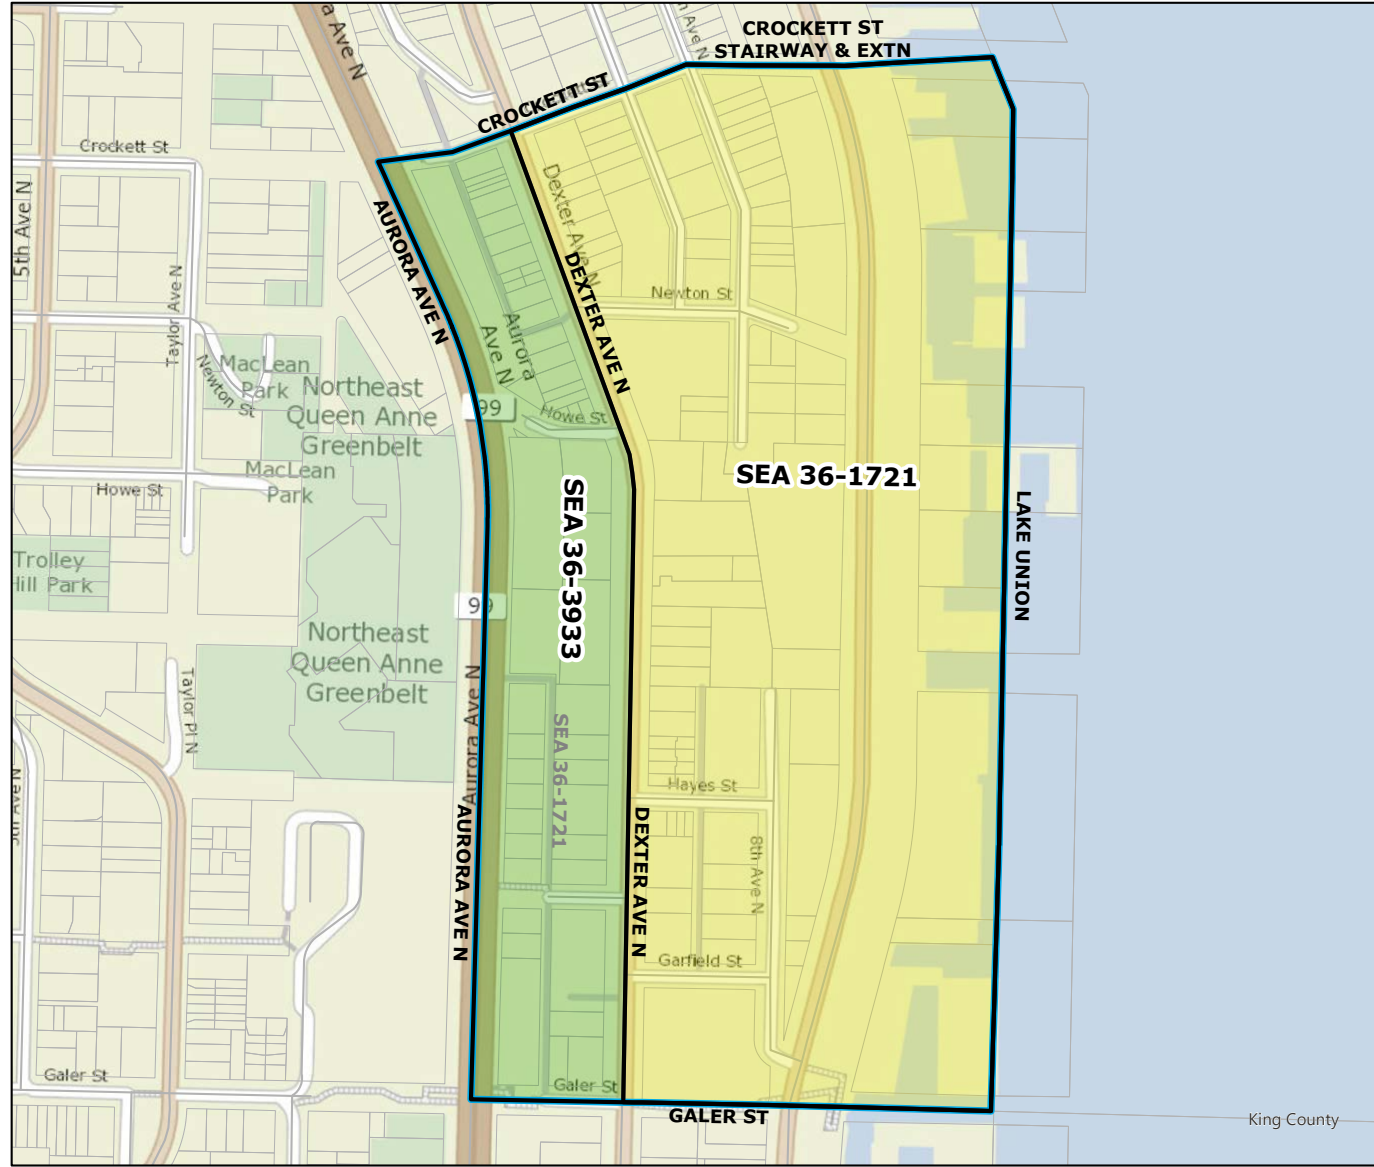 a Ave N
n Ave N
CROCKETT ST
STAIRWAY & EXTN
CROCKETT ST
Crockett St
5th Ave N
Taylor Ave N
AURORA AVE N
Dexter Ave N
DEXTER AVE N
Newton St
Aurora
Ave N
MacLean
Park
Newton St
Northeast
Queen Anne
Greenbelt
99
Howe St
MacLean
Park
Howe St
SEA 36-1721
SEA 36-3933
LAKE UNION
Trolley
Hill Park
99
Northeast
Queen Anne
Greenbelt
Taylor Pl N
Aurora Ave N
SEA 36-1721
Hayes St
AURORA AVE N
DEXTER AVE N
8th Ave N
Garfield St
Galer St
Galer St
GALER ST
King County